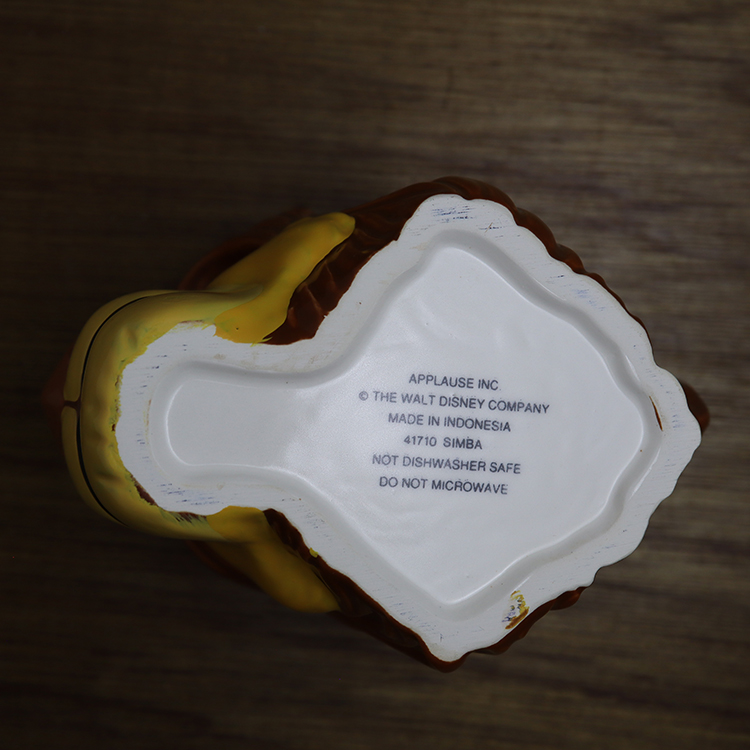 APPLAUSE INC.
© THE WALT DISNEY COMPANY
MADE IN INDONESIA
41710 SIMBA
NOT DISHWASHER SAFE
DO NOT MICROWAVE